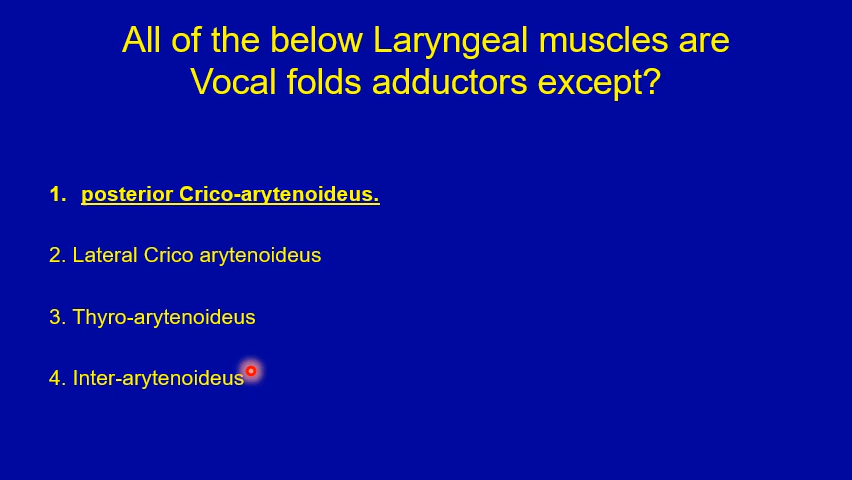 All of the below Laryngeal muscles are
Vocal folds adductors except?
1. posterior Crico-arytenoideus.
2. Lateral Crico arytenoideus
3. Thyro-arytenoideus
4. Inter-arytenoideus